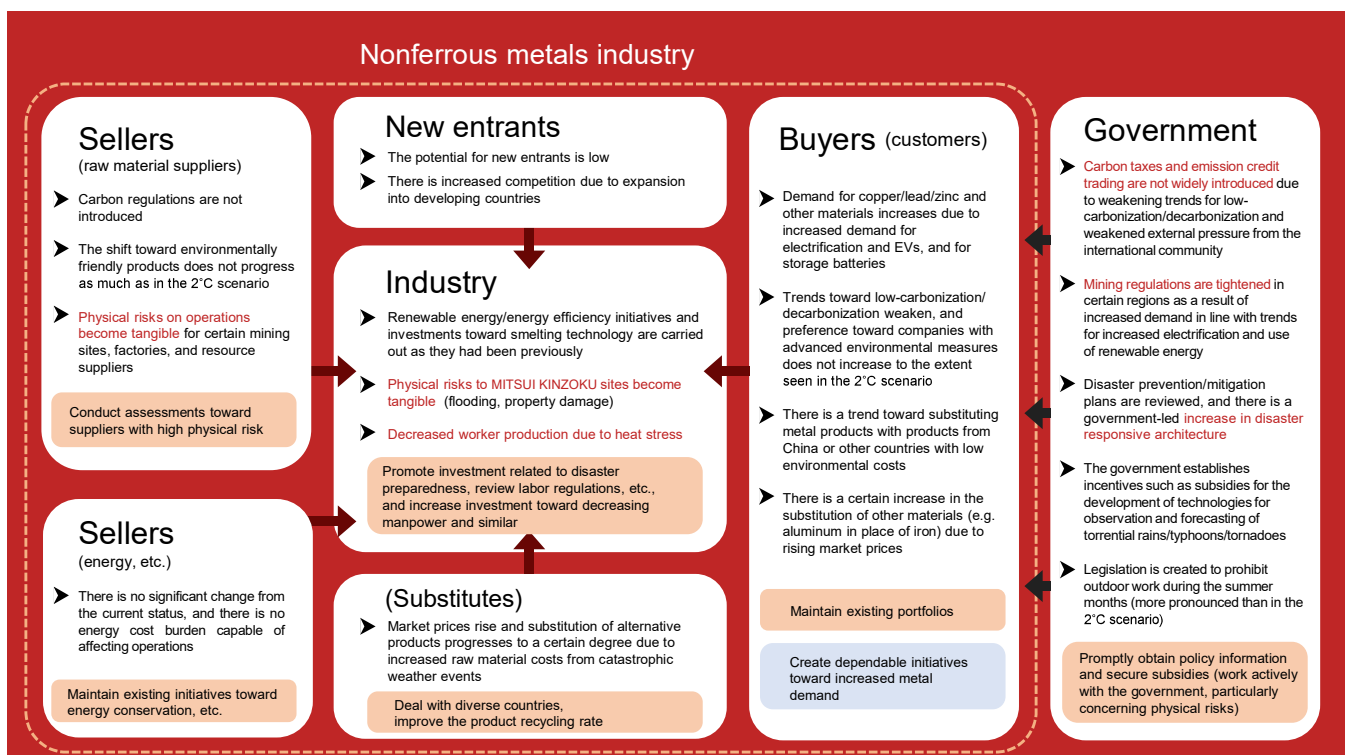 Nonferrous metals industry
Sellers
(raw material suppliers)
Carbon regulations are not
introduced
The shift toward environmentally
friendly products does not progress
as much as in the 2˚C scenario
Physical risks on operations
become tangible for certain mining
sites, factories, and resource
suppliers
Conduct assessments toward
suppliers with high physical risk
Sellers
(energy, etc.)
There is no significant change from
the current status, and there is no
energy cost burden capable of
affecting operations
Maintain existing initiatives toward
energy conservation, etc.
New entrants
The potential for new entrants is low
There is increased competition due to expansion
into developing countries
Industry
Renewable energy/energy efficiency initiatives and
investments toward smelting technology are carried
out as they had been previously
Physical risks to MITSUI KINZOKU sites become
tangible (flooding, property damage)
Decreased worker production due to heat stress
Promote investment related to disaster
preparedness, review labor regulations, etc.,
and increase investment toward decreasing
manpower and similar
(Substitutes)
Market prices rise and substitution of alternative
products progresses to a certain degree due to
increased raw material costs from catastrophic
weather events
Deal with diverse countries,
improve the product recycling rate
Buyers (customers)
Demand for copper/lead/zinc and
other materials increases due to
increased demand for
electrification and EVs, and for
storage batteries
Trends toward low-carbonization/
decarbonization weaken, and
preference toward companies with
advanced environmental measures
does not increase to the extent
seen in the 2˚C scenario
There is a trend toward substituting
metal products with products from
China or other countries with low
environmental costs
There is a certain increase in the
substitution of other materials (e.g.
aluminum in place of iron) due to
rising market prices
Maintain existing portfolios
Create dependable initiatives
toward increased metal
demand
Government
Carbon taxes and emission credit
trading are not widely introduced due
to weakening trends for low-
carbonization/decarbonization and
weakened external pressure from the
international community
Mining regulations are tightened in
certain regions as a result of
increased demand in line with trends
for increased electrification and use
of renewable energy
Disaster prevention/mitigation
plans are reviewed, and there is a
government-led increase in disaster
responsive architecture
The government establishes
incentives such as subsidies for the
development of technologies for
observation and forecasting of
torrential rains/typhoons/tornadoes
Legislation is created to prohibit
outdoor work during the summer
months (more pronounced than in the
2˚C scenario)
Promptly obtain policy information
and secure subsidies (work actively
with the government, particularly
concerning physical risks)